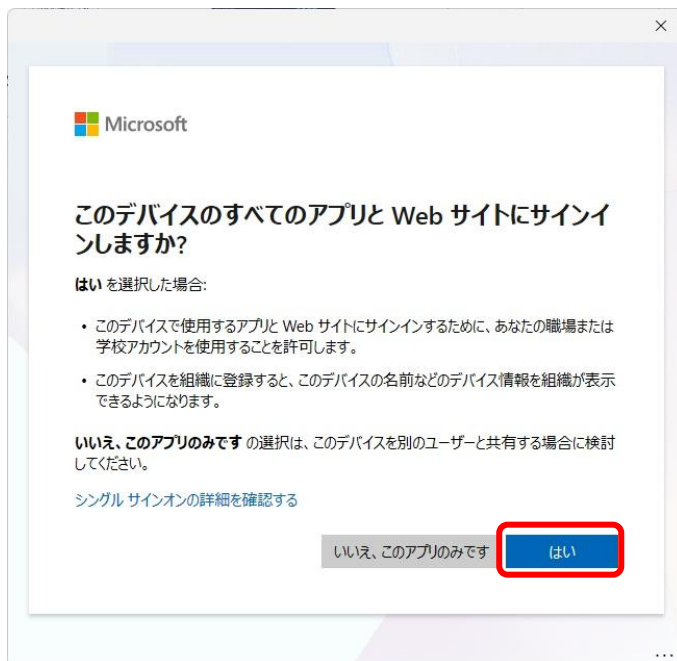 Microsoft
このデバイスのすべてのアプリと Web サイトにサインイ
ンしますか?
はい を選択した場合:
• このデバイスで使用するアプリと Web サイトにサインインするために、あなたの職場または
学校アカウントを使用することを許可します。
• このデバイスを組織に登録すると、このデバイスの名前などのデバイス情報を組織が表示
できるようになります。
いいえ、このアプリのみです の選択は、このデバイスを別のユーザーと共有する場合に検討
してください。
シングル サインオンの詳細を確認する
いいえ、このアプリのみです
はい